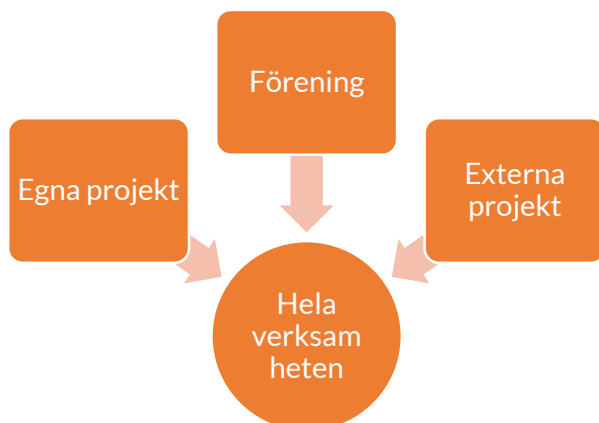 Förening
Egna projekt
Externa
projekt
Hela
verksam
heten